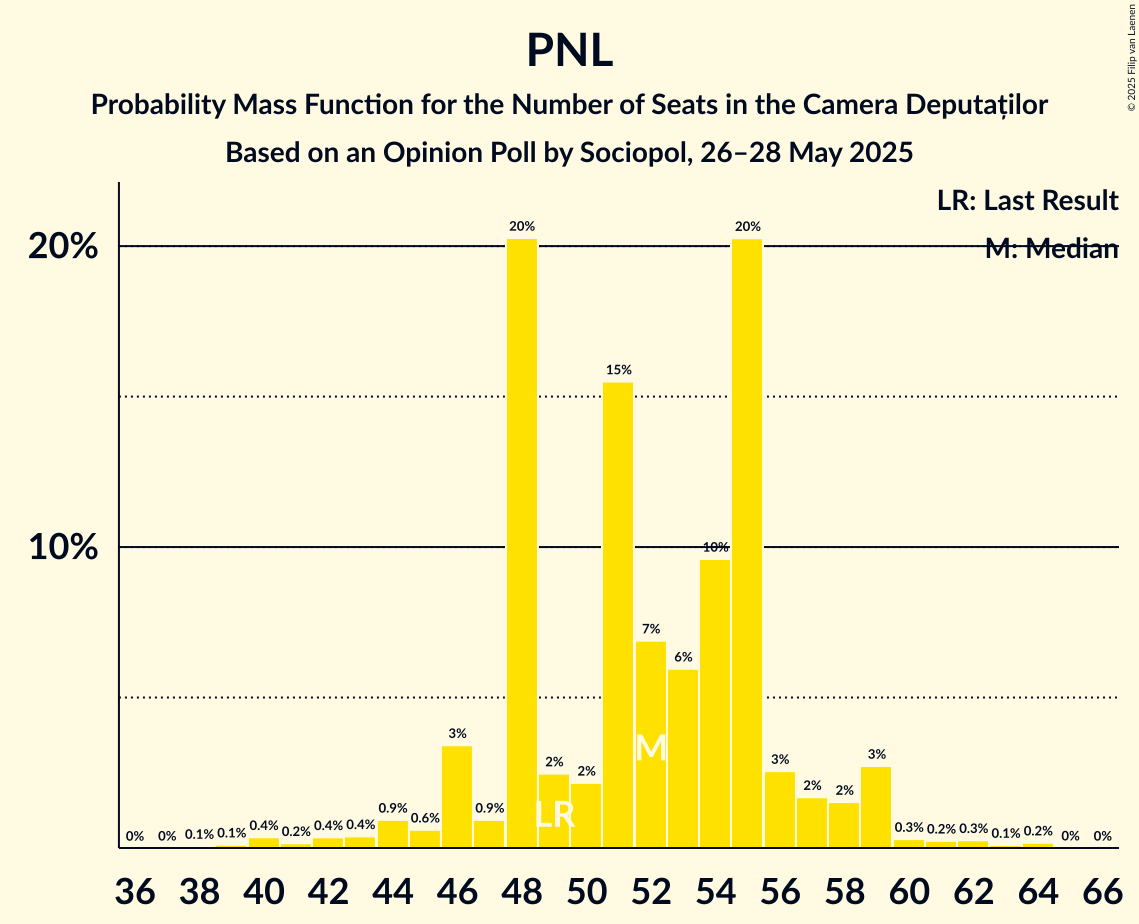 PNL
Probability Mass Function for the Number of Seats in the Camera Deputaților
Based on an Opinion Poll by Sociopol, 26–28 May 2025
© 2025 Filip van Laenen
LR: Last Result
M: Median
20%
10%
0% 0% 0.1% 0.1% 0.4% 0.2% 0.4% 0.4% 0.9% 0.6% 3% 0.9% 20% 2% 2% 15% 7% 6% 10% 20% 3% 2% 2% 3% 0.3% 0.2% 0.3% 0.1% 0.2% 0% 0%
M
LR
36 38 40 42 44 46 48 50 52 54 56 58 60 62 64 66